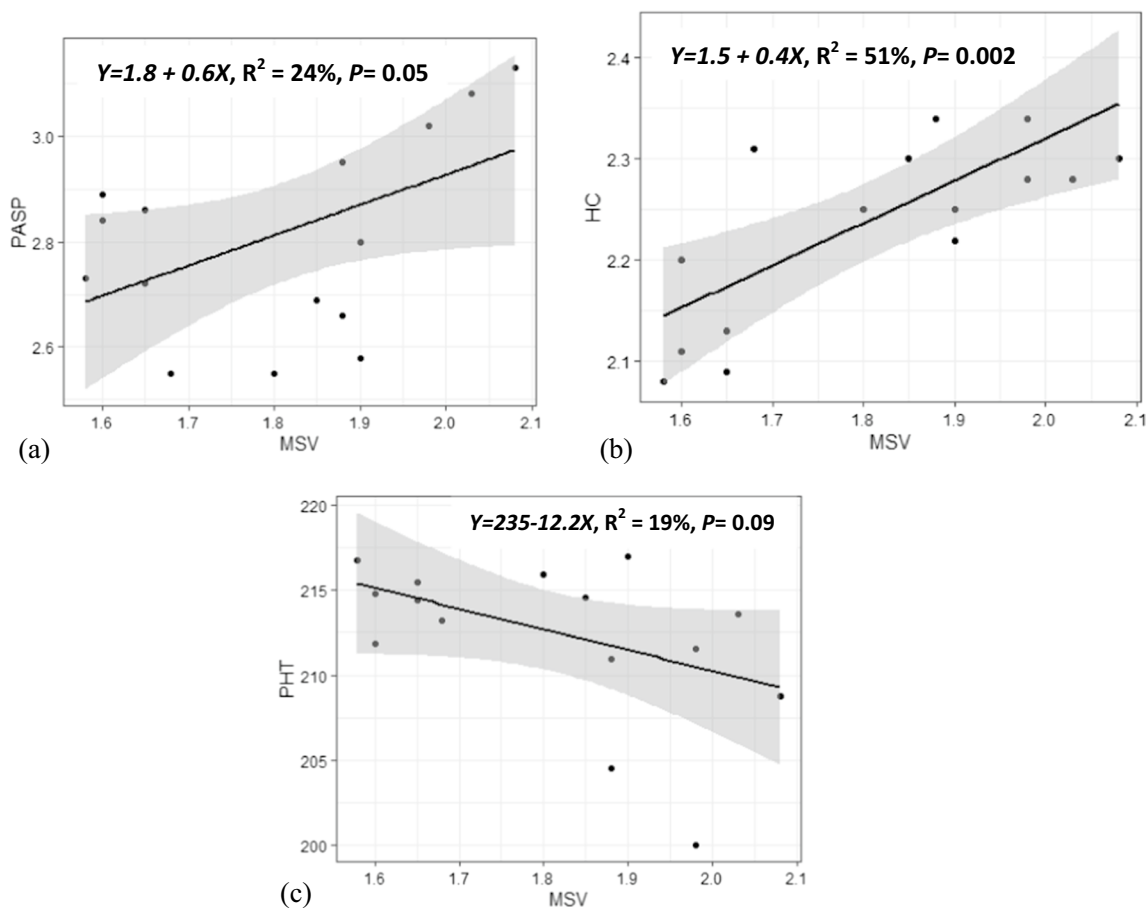 Y=1.8 + 0.6X, R² = 24%, P= 0.05
3.0
2.8
2.6
PASP
1.6 1.7 1.8 1.9 2.0 2.1
MSV
(a)
Y=1.5 + 0.4X, R² = 51%, P= 0.002
2.4
2.3
2.2
2.1
HC
1.6 1.7 1.8 1.9 2.0 2.1
MSV
(b)
Y=235-12.2X, R² = 19%, P= 0.09
220
215
210
205
200
PHT
1.6 1.7 1.8 1.9 2.0 2.1
MSV
(c)